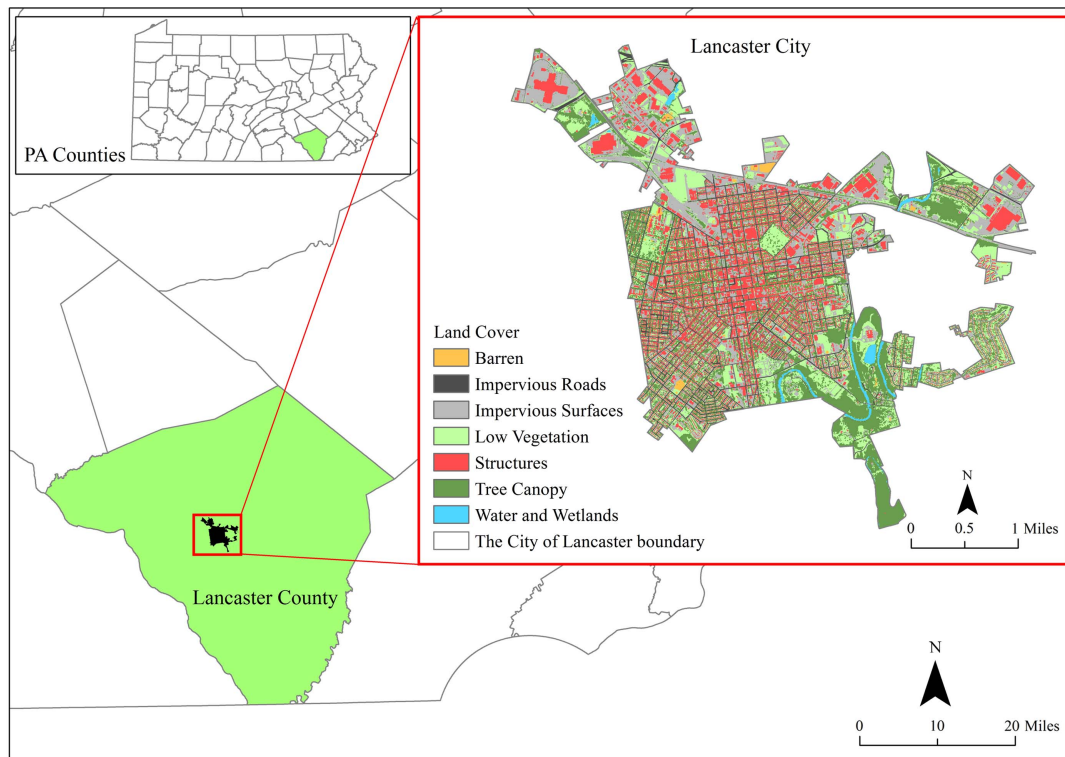 PA Counties
Lancaster City
Land Cover
Barren
Impervious Roads
Impervious Surfaces
Low Vegetation
Structures
Tree Canopy
Water and Wetlands
The City of Lancaster boundary
N
0 0.5 1 Miles
Lancaster County
N
0 10 20 Miles